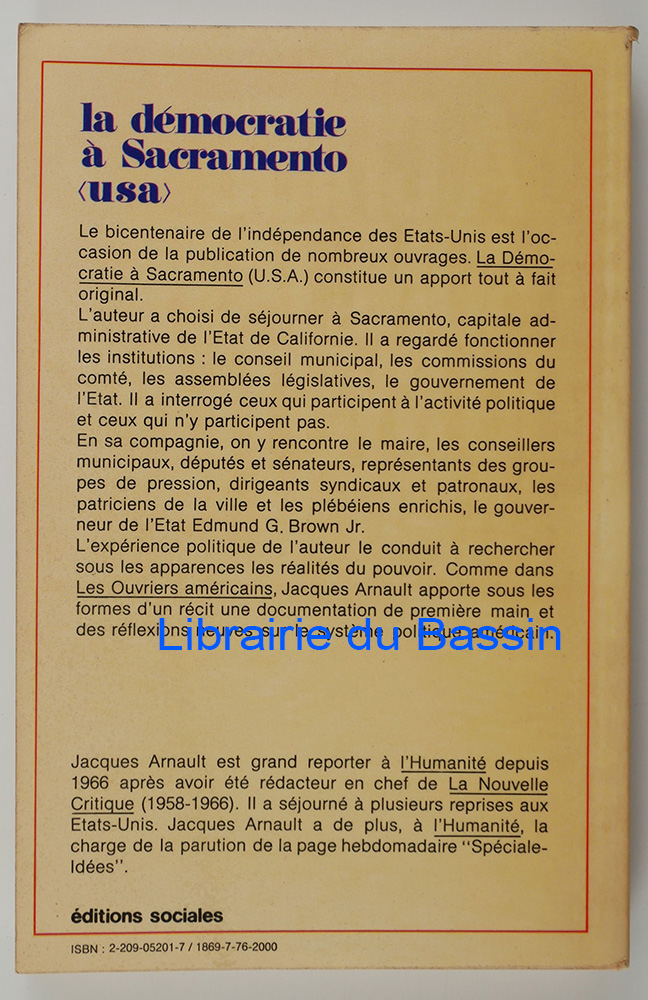 la démocratie
à Sacramento
‹usa›
Le bicentenaire de l'indépendance des Etats-Unis est l'oc-
casion de la publication de nombreux ouvrages. La Démo-
cratie à Sacramento (U.S.A.) constitue un apport tout à fait
original.
L'auteur a choisi de séjourner à Sacramento, capitale ad-
ministrative de l'Etat de Californie. Il a regardé fonctionner
les institutions : le conseil municipal, les commissions du
comté, les assemblées législatives, le gouvernement de
l'Etat. Il a interrogé ceux qui participent à l'activité politique
et ceux qui n'y participent pas.
En sa compagnie, on y rencontre le maire, les conseillers
municipaux, députés et sénateurs, représentants des grou-
pes de pression, dirigeants syndicaux et patronaux, les
patriciens de la ville et les plébéiens enrichis, le gouver-
neur de l'Etat Edmund G. Brown Jr.
L'expérience politique de l'auteur le conduit à rechercher
sous les apparences les réalités du pouvoir. Comme dans
Les Ouvriers américains, Jacques Arnault apporte sous les
formes d'un récit une documentation de première main et
des réflexions neuves sur le système politique américain.
Librairie du Bassin
Jacques Arnault est grand reporter à l'Humanité depuis
1966 après avoir été rédacteur en chef de La Nouvelle
Critique (1958-1966). Il a séjourné à plusieurs reprises aux
Etats-Unis. Jacques Arnault a de plus, à l'Humanité, la
charge de la parution de la page hebdomadaire "Spéciale-
Idées".
éditions sociales
ISBN : 2-209-05201-7 / 1869-7-76-2000